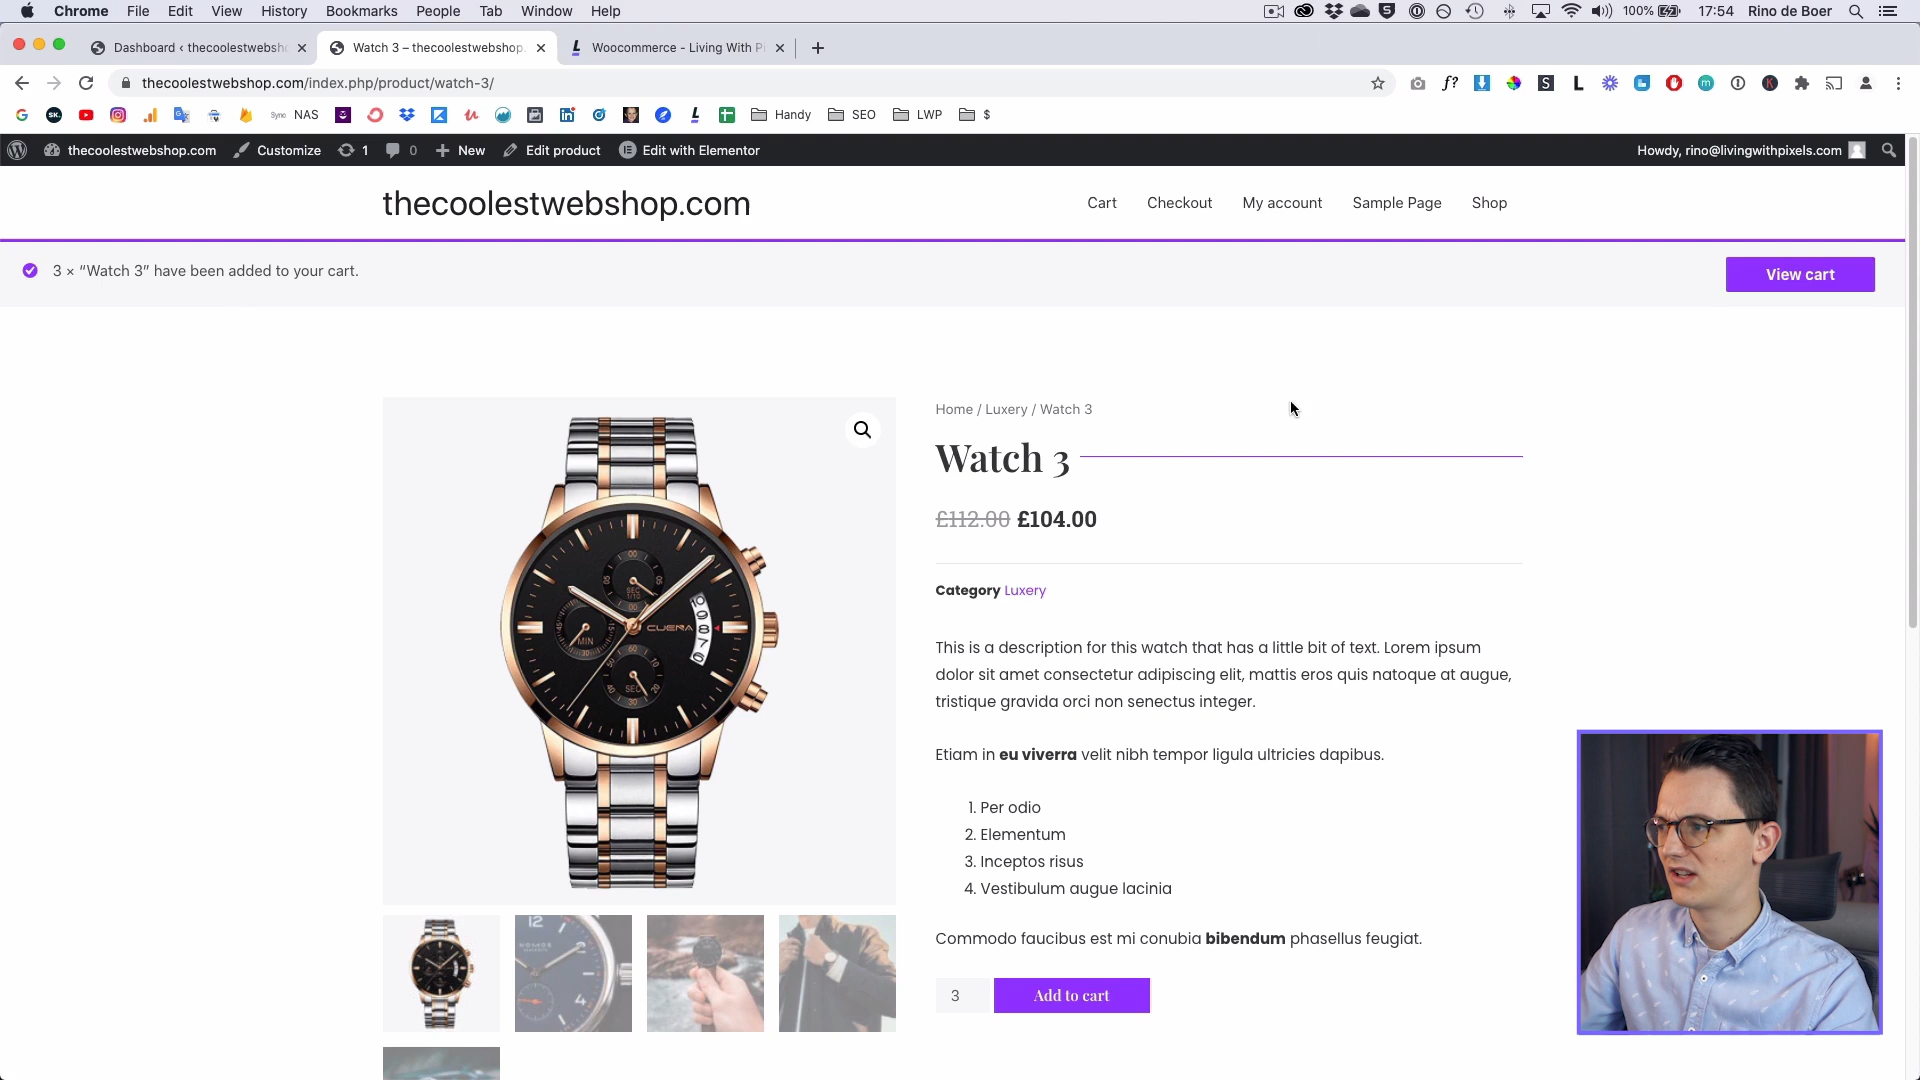 Chrome File Edit View History Bookmarks People Tab Window Help 100% 17:54 Rino de Boer
Dashboard ‹ thecoolestwebsh
Watch 3 – thecoolestwebshop.
Woocommerce - Living With Pi
thecoolestwebshop.com/index.php/product/watch-3/
NAS Handy SEO LWP $
thecoolestwebshop.com Customize 1 0 New Edit product Edit with Elementor Howdy, rino@livingwithpixels.com
thecoolestwebshop.com
Cart Checkout My account Sample Page Shop
3 × “Watch 3” have been added to your cart.
View cart
Home / Luxery / Watch 3
Watch 3
£112.00 £104.00
Category Luxery
This is a description for this watch that has a little bit of text. Lorem ipsum
dolor sit amet consectetur adipiscing elit, mattis eros quis natoque at augue,
tristique gravida orci non senectus integer.
Etiam in eu viverra velit nibh tempor ligula ultricies dapibus.
1. Per odio
2. Elementum
3. Inceptos risus
4. Vestibulum augue lacinia
Commodo faucibus est mi conubia bibendum phasellus feugiat.
3
Add to cart
CUENA
MIN
SEC
12
NOMOS